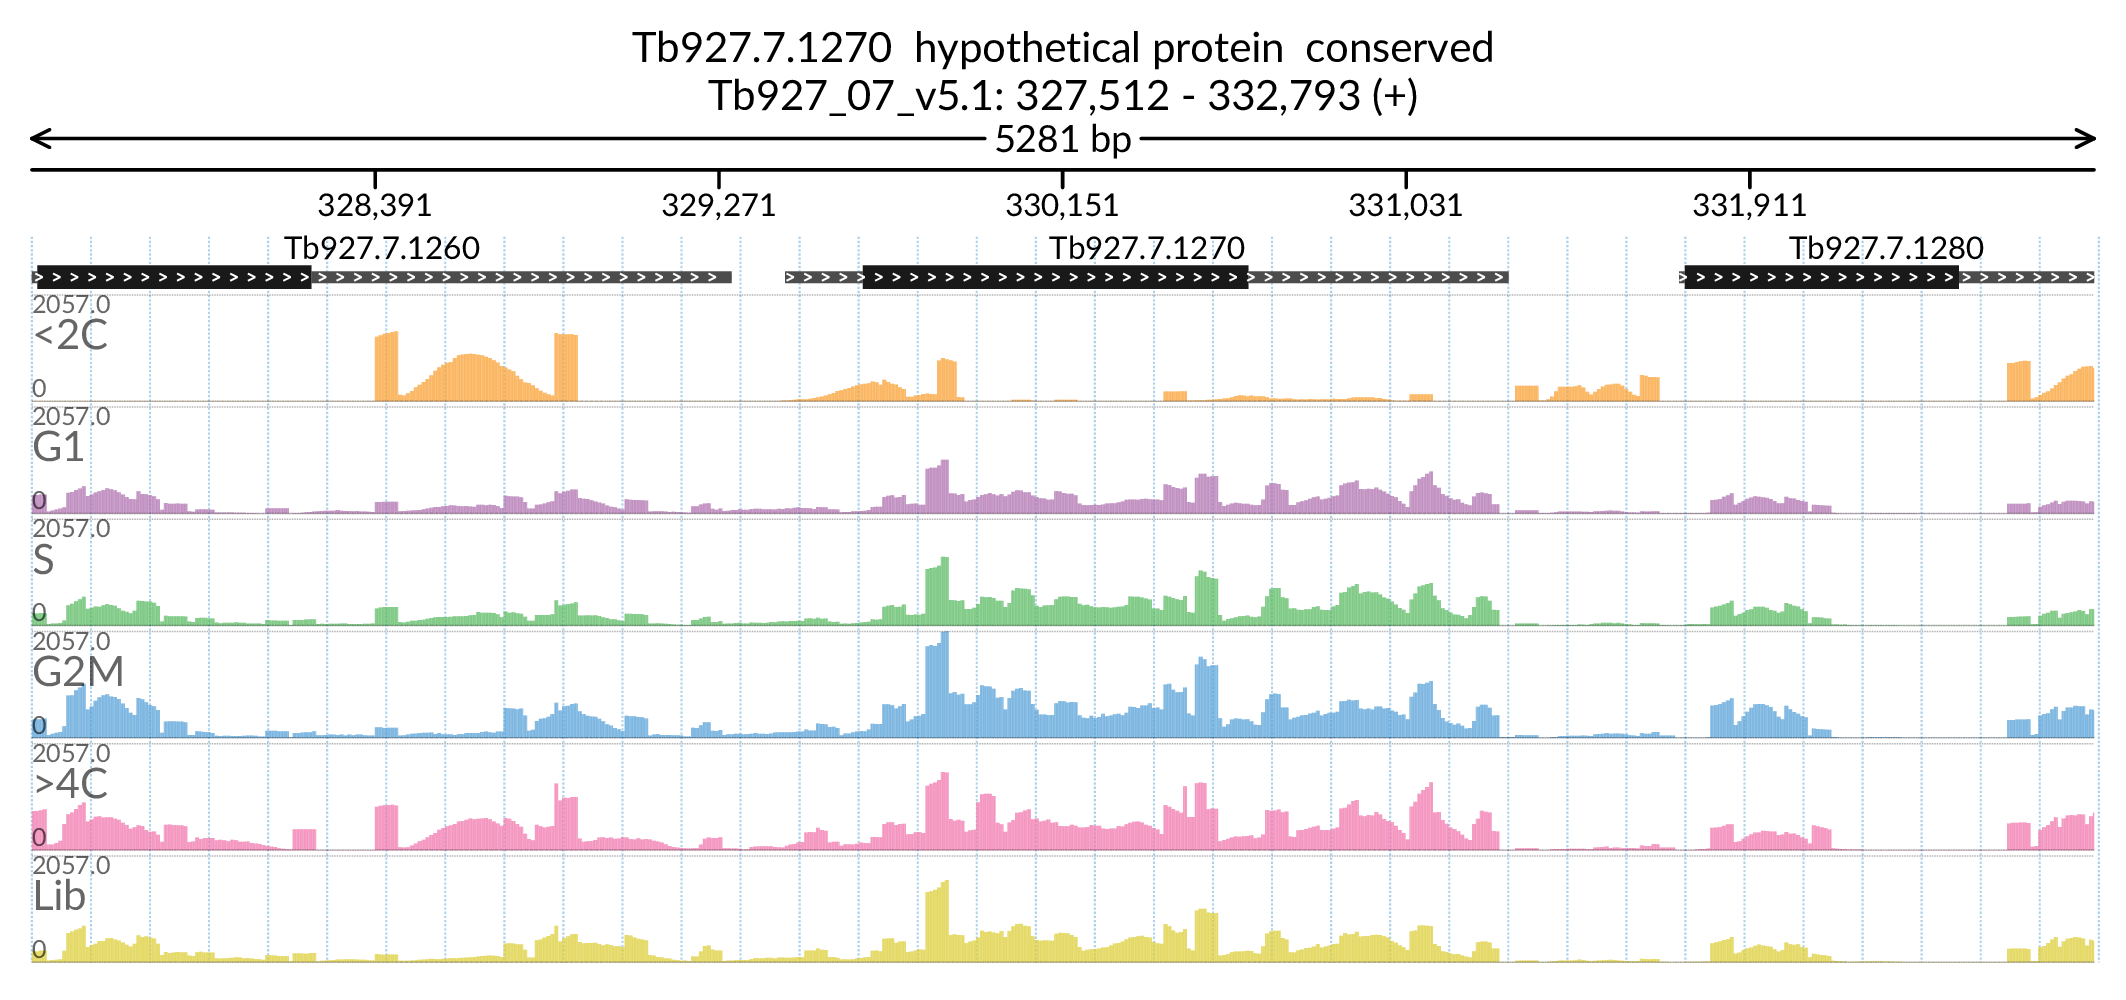 Tb927.7.1270 hypothetical protein conserved
Tb927_07_v5.1: 327,512 - 332,793 (+)
5281 bp
328,391 329,271 330,151 331,031 331,911
Tb927.7.1260 Tb927.7.1270 Tb927.7.1280
2057.0
<2C
0
2057.0
G1
0
2057.0
S
0
2057.0
G2M
0
2057.0
>4C
0
2057.0
Lib
0